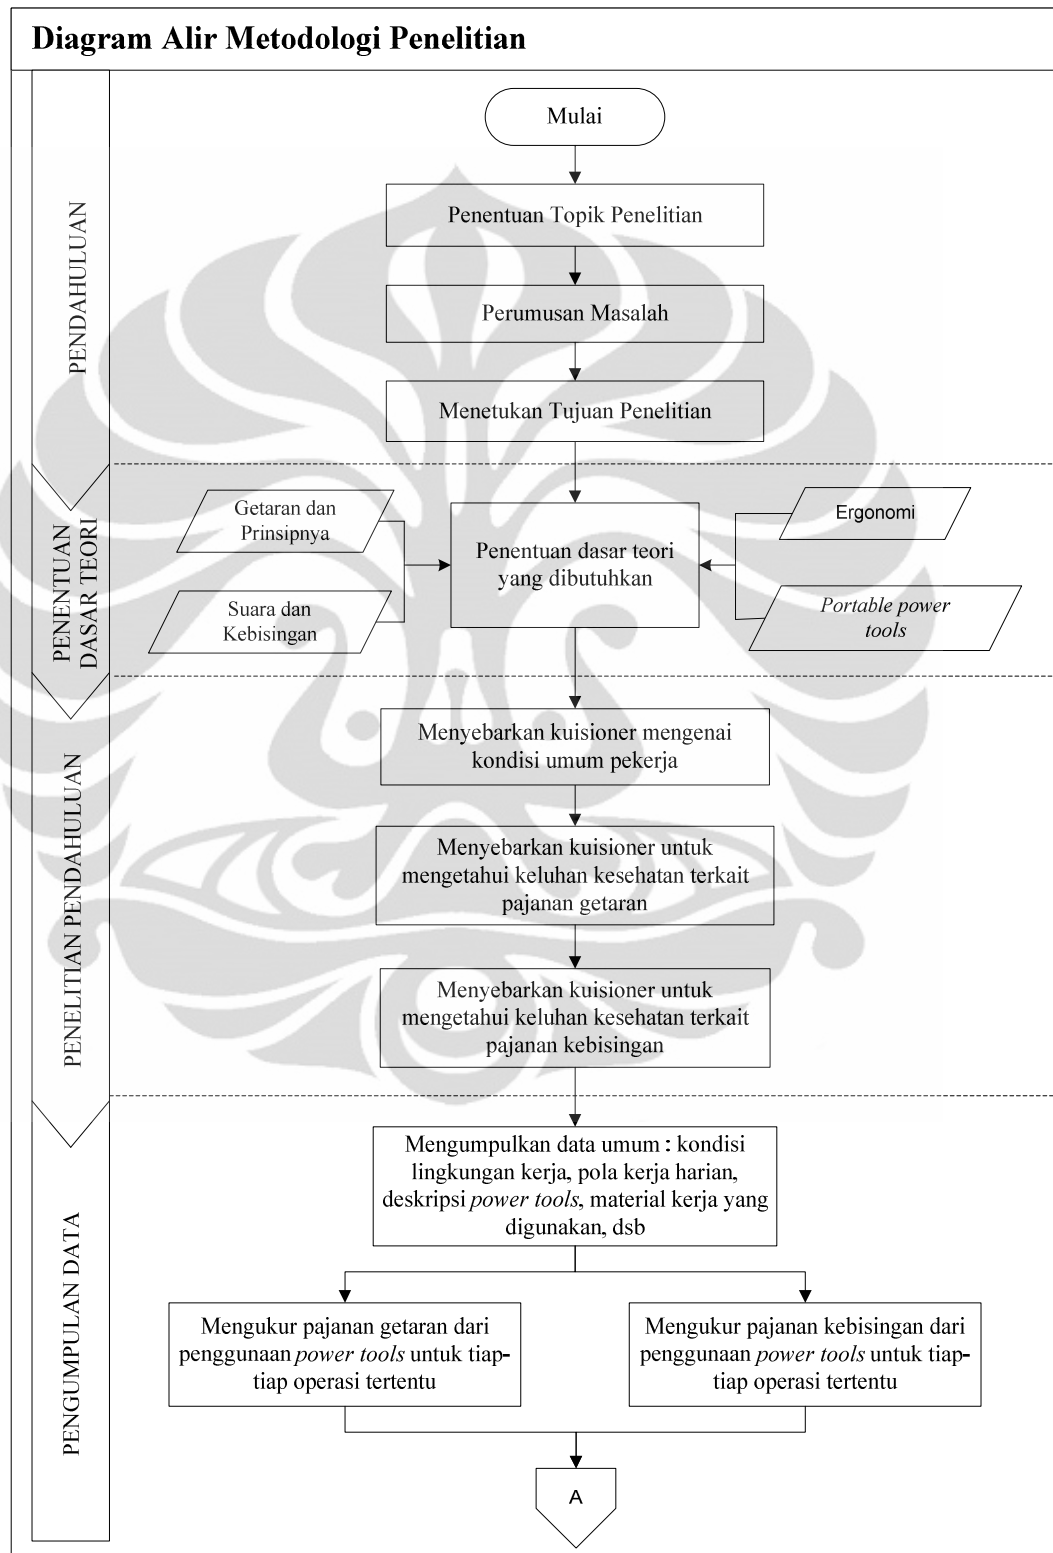 Diagram Alir Metodologi Penelitian
PENDAHULUAN
Mulai
Penentuan Topik Penelitian
Perumusan Masalah
Menetukan Tujuan Penelitian
PENENTUAN
DASAR TEORI
Getaran dan
Prinsipnya
Suara dan
Kebisingan
Penentuan dasar teori
yang dibutuhkan
Ergonomi
Portable power
tools
PENELITIAN PENDAHULUAN
Menyebarkan kuisioner mengenai
kondisi umum pekerja
Menyebarkan kuisioner untuk
mengetahui keluhan kesehatan terkait
pajanan getaran
Menyebarkan kuisioner untuk
mengetahui keluhan kesehatan terkait
pajanan kebisingan
PENGUMPULAN DATA
Mengumpulkan data umum : kondisi
lingkungan kerja, pola kerja harian,
deskripsi power tools, material kerja yang
digunakan, dsb
Mengukur pajanan getaran dari
penggunaan power tools untuk tiap-
tiap operasi tertentu
Mengukur pajanan kebisingan dari
penggunaan power tools untuk tiap-
tiap operasi tertentu
A